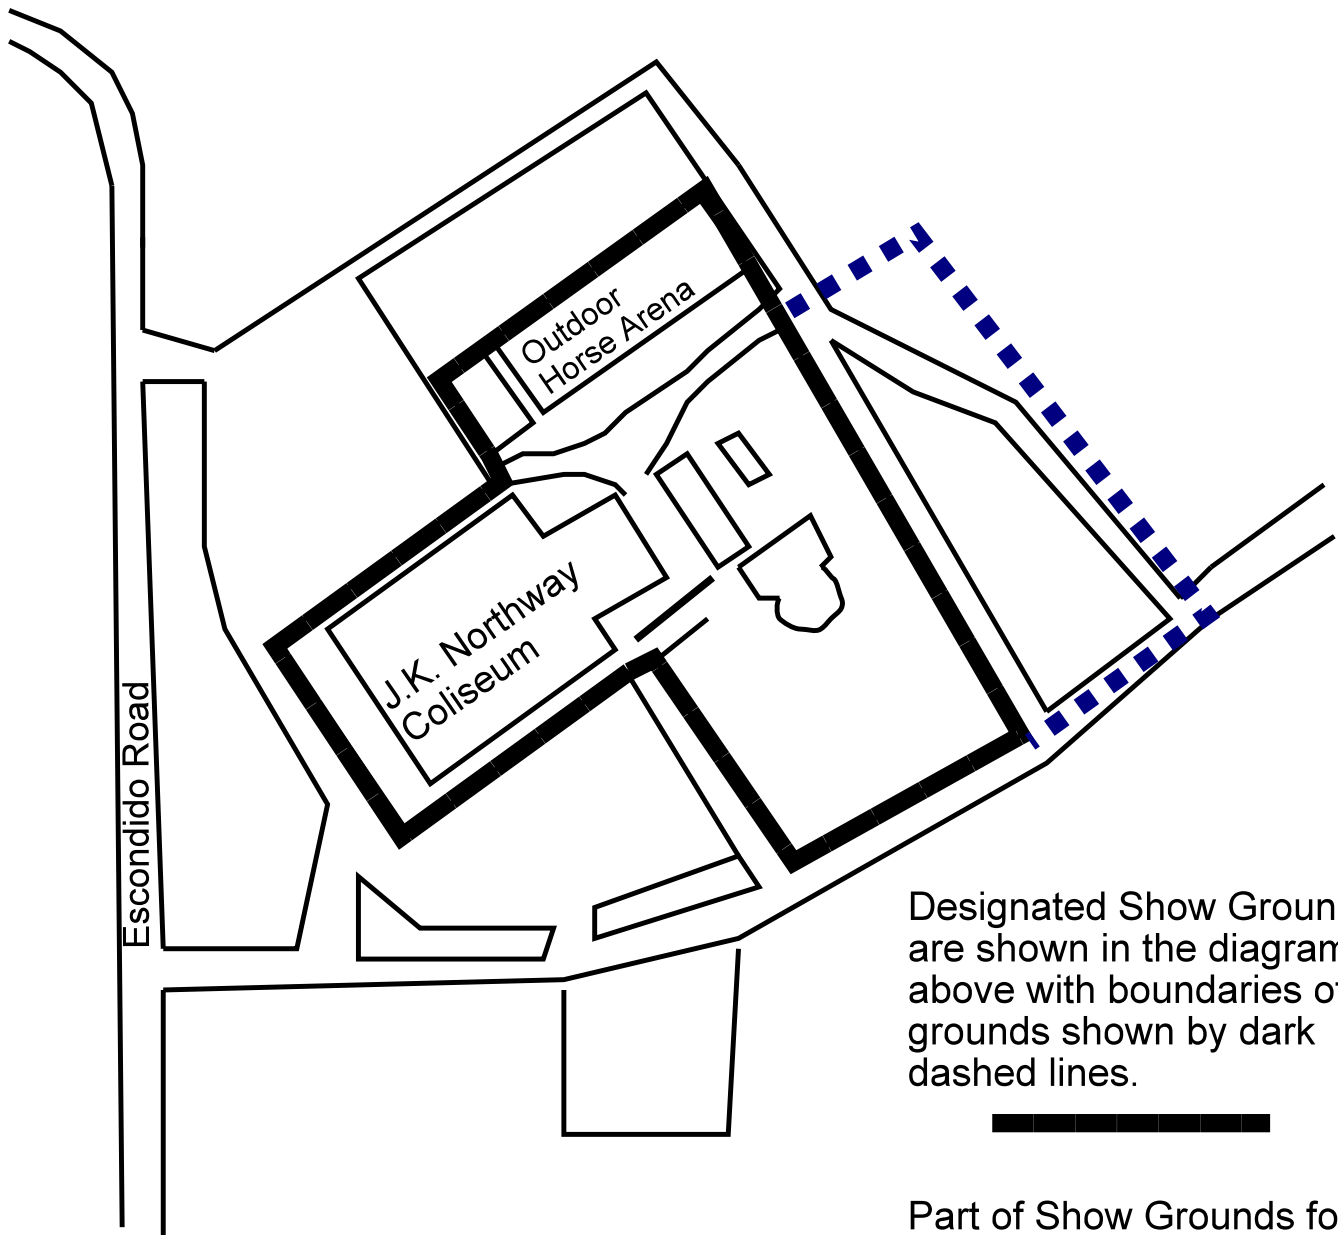 Outdoor
Horse Arena
J.K. Northway
Coliseum
Escondido Road
Designated Show Groun
are shown in the diagram
above with boundaries of
grounds shown by dark
dashed lines.
Part of Show Grounds fo